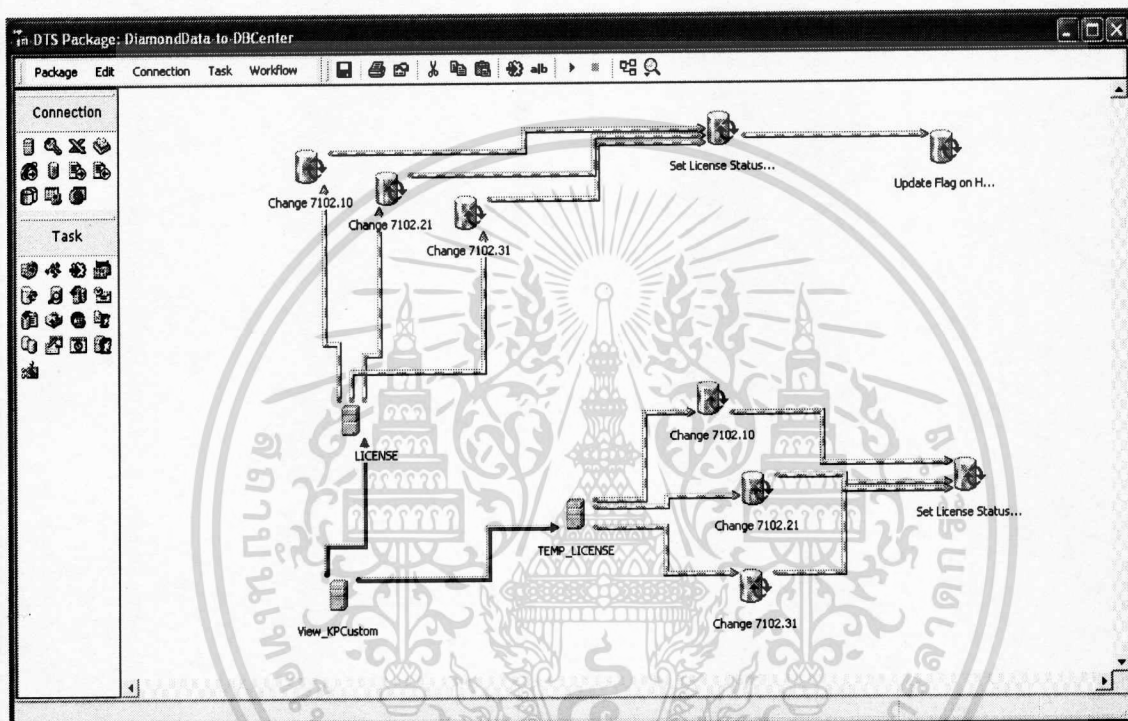 DTS Package: DiamondData-to-DBCenter
Package Edit Connection Task Workflow
Connection
Task
Change 7102.10
Change 7102.21
Change 7102.31
Set License Status...
Update Flag on H...
LICENSE
Change 7102.10
Change 7102.21
Set License Status...
TEMP_LICENSE
Change 7102.31
View_KPCustom